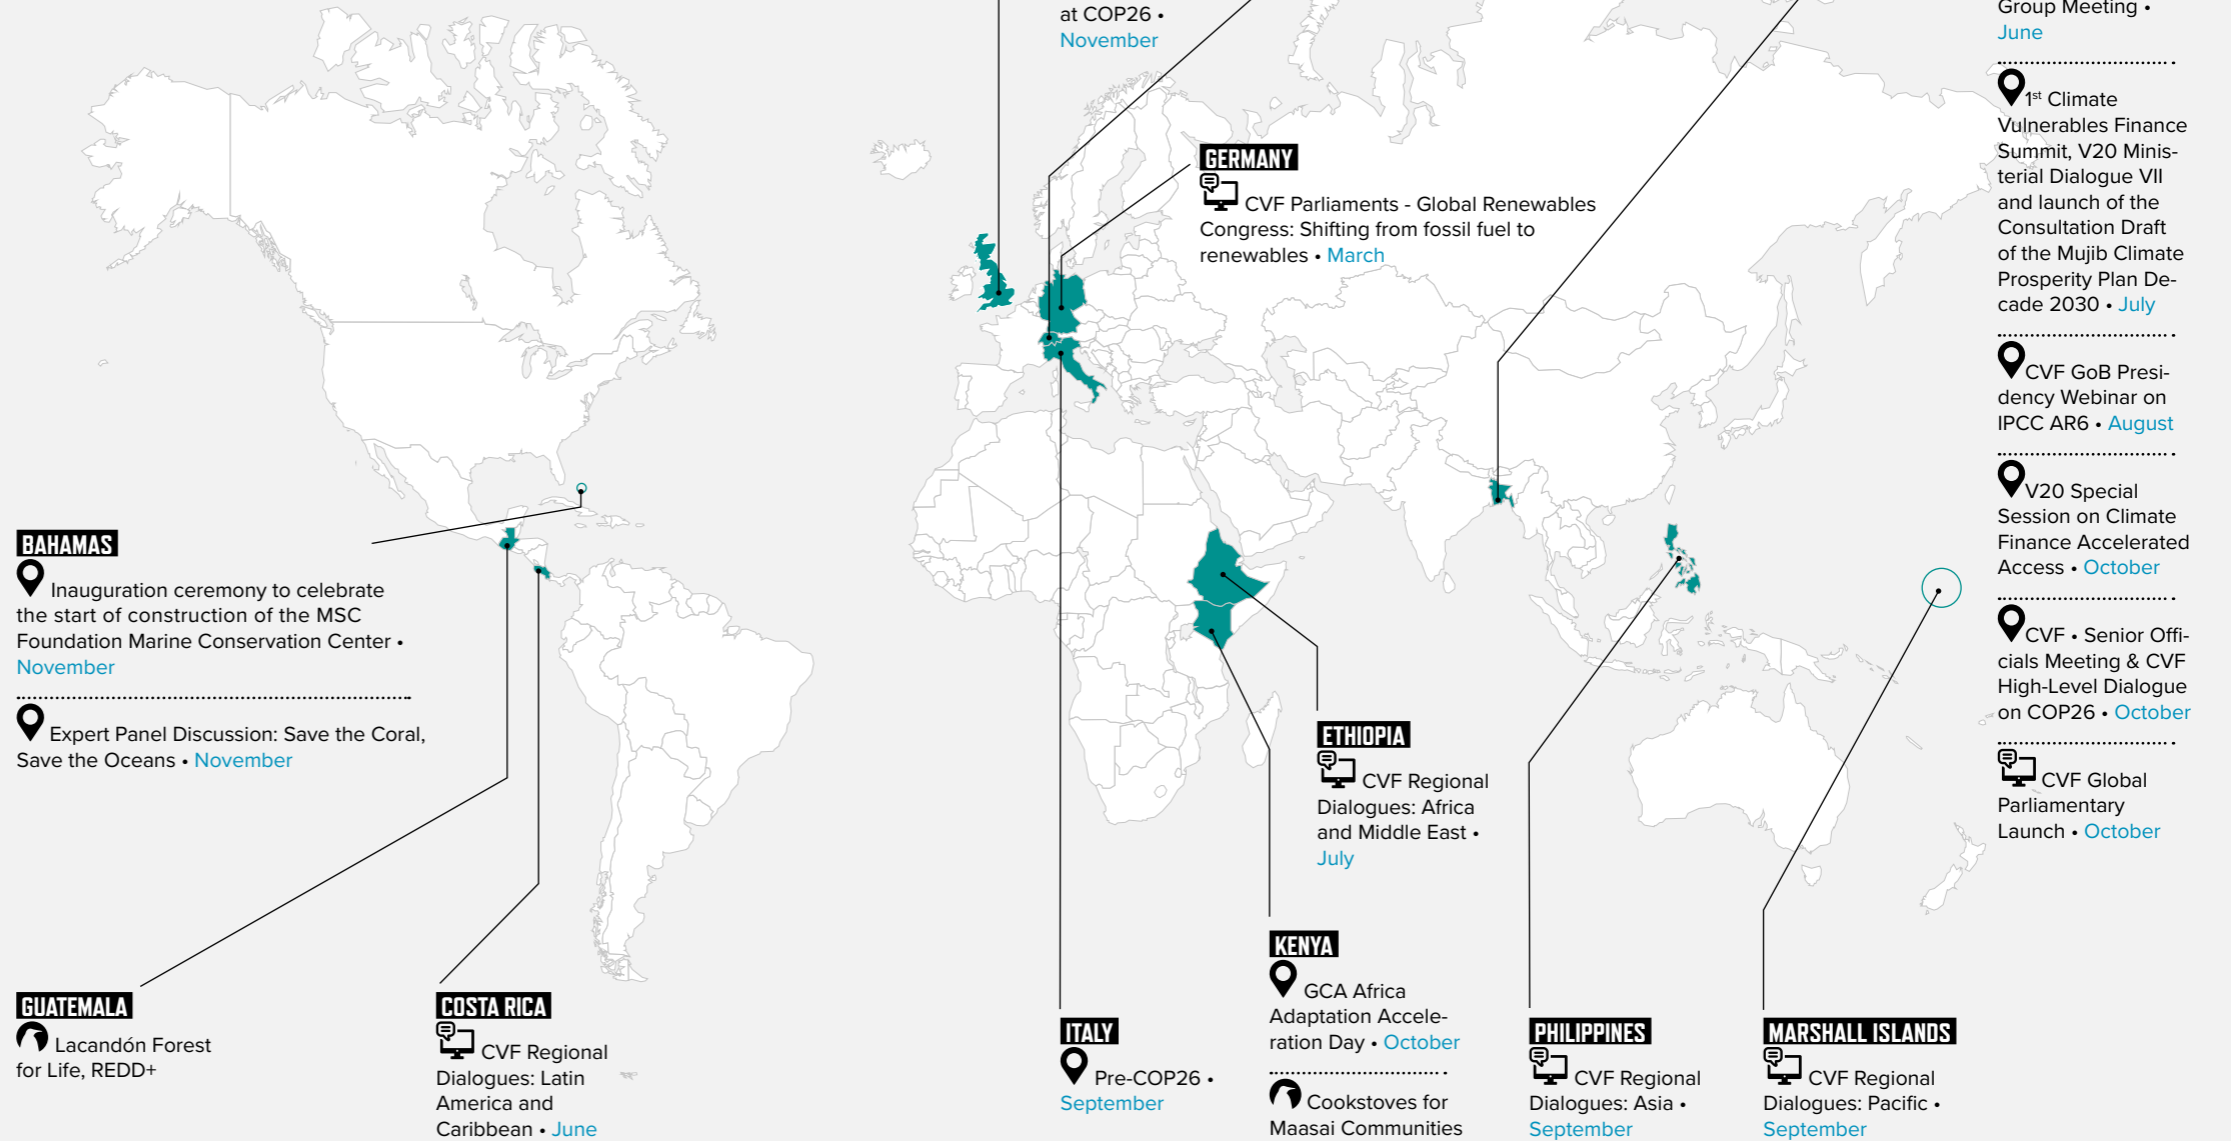 at COP26 •
November
GERMANY
CVF Parliaments - Global Renewables
Congress: Shifting from fossil fuel to
renewables • March
BAHAMAS
Inauguration ceremony to celebrate
the start of construction of the MSC
Foundation Marine Conservation Center •
November
Expert Panel Discussion: Save the Coral,
Save the Oceans • November
GUATEMALA
Lacandón Forest
for Life, REDD+
COSTA RICA
CVF Regional
Dialogues: Latin
America and
Caribbean • June
ITALY
Pre-COP26 •
September
ETHIOPIA
CVF Regional
Dialogues: Africa
and Middle East •
July
KENYA
GCA Africa
Adaptation Accele-
ration Day • October
Cookstoves for
Maasai Communities
PHILIPPINES
CVF Regional
Dialogues: Asia •
September
MARSHALL ISLANDS
CVF Regional
Dialogues: Pacific •
September
Group Meeting •
June
1st Climate
Vulnerables Finance
Summit, V20 Minis-
terial Dialogue VII
and launch of the
Consultation Draft
of the Mujib Climate
Prosperity Plan De-
cade 2030 • July
CVF GoB Presi-
dency Webinar on
IPCC AR6 • August
V20 Special
Session on Climate
Finance Accelerated
Access • October
CVF • Senior Offi-
cials Meeting & CVF
High-Level Dialogue
on COP26 • October
CVF Global
Parliamentary
Launch • October